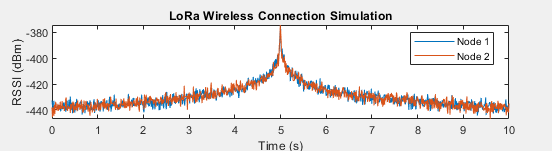 LoRa Wireless Connection Simulation
-380
-400
-420
-440
RSSI (dBm)
Node 1
Node 2
0 1 2 3 4 5 6 7 8 9 10
Time (s)